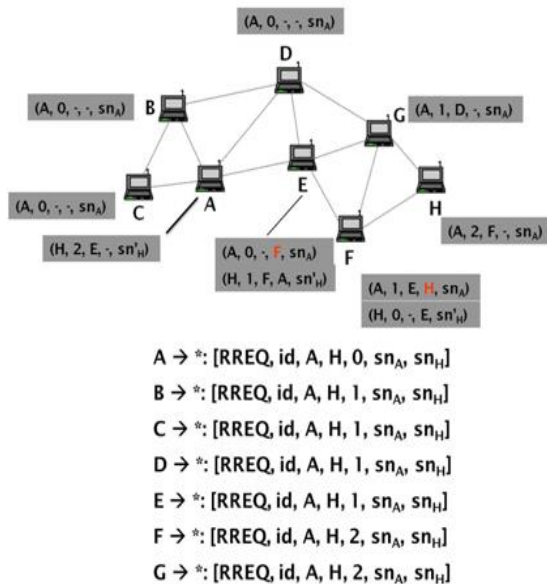 (A, 0, -, -, snA)
D
(A, 0, -, -, snA)
B
G
(A, 1, D, -, snA)
(A, 0, -, -, snA)
C
A
E
H
(H, 2, E, -, sn'H)
(A, 0, -, F, snA)
(H, 1, F, A, sn'H)
F
(A, 2, F, -, snA)
(A, 1, E, H, snA)
(H, 0, -, E, sn'H)
A → *: [RREQ, id, A, H, 0, snA, snH]
B → *: [RREQ, id, A, H, 1, snA, snH]
C → *: [RREQ, id, A, H, 1, snA, snH]
D → *: [RREQ, id, A, H, 1, snA, snH]
E → *: [RREQ, id, A, H, 1, snA, snH]
F → *: [RREQ, id, A, H, 2, snA, snH]
G → *: [RREQ, id, A, H, 2, snA, snH]